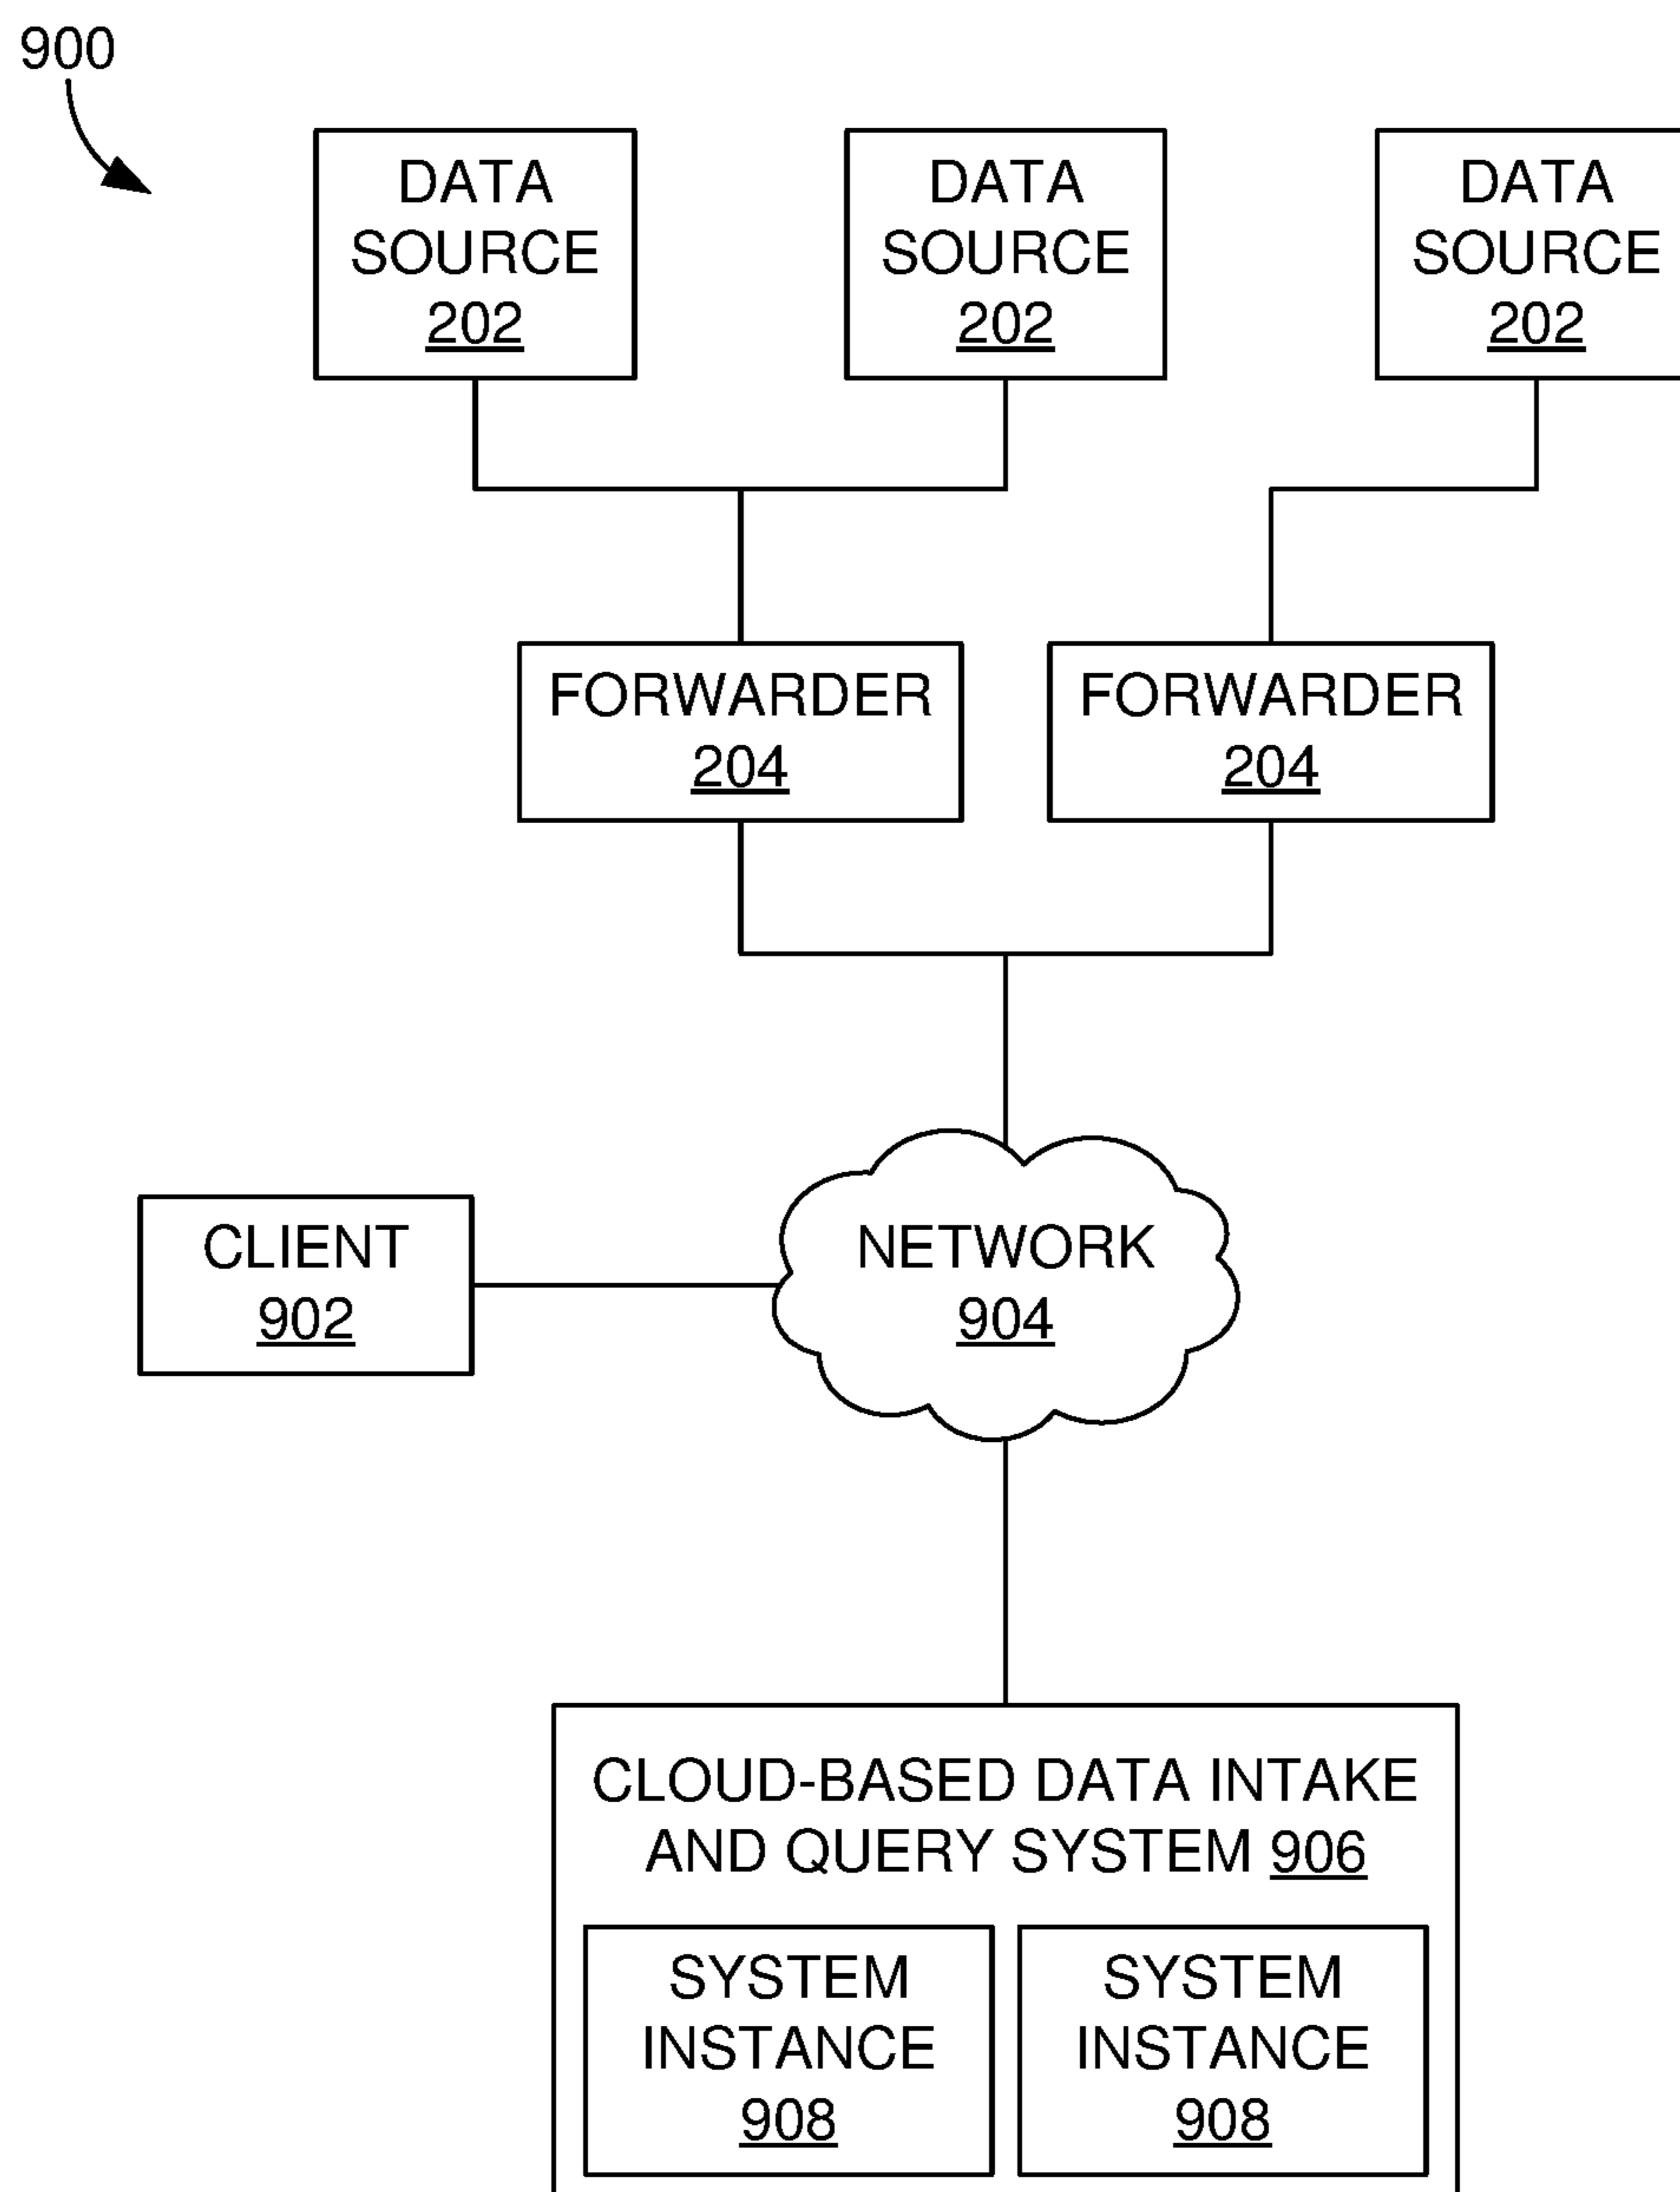 900
DATA
SOURCE
202
DATA
SOURCE
202
DATA
SOURCE
202
FORWARDER
204
FORWARDER
204
CLIENT
902
NETWORK
904
CLOUD-BASED DATA INTAKE
AND QUERY SYSTEM 906
SYSTEM
INSTANCE
908
SYSTEM
INSTANCE
908